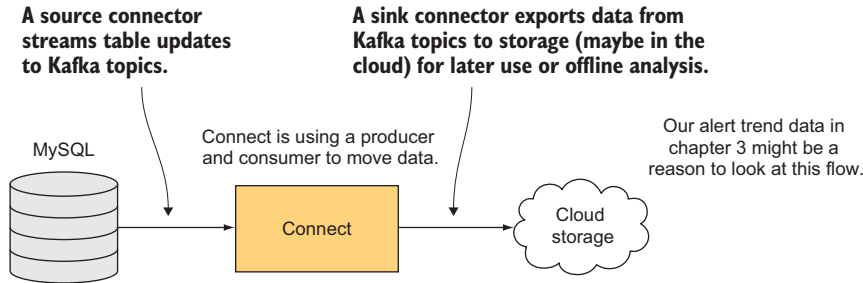 A source connector
streams table updates
to Kafka topics.
A sink connector exports data from
Kafka topics to storage (maybe in the
cloud) for later use or offline analysis.
MySQL
Connect is using a producer
and consumer to move data.
Our alert trend data in
chapter 3 might be a
reason to look at this flow.
Connect
Cloud
storage